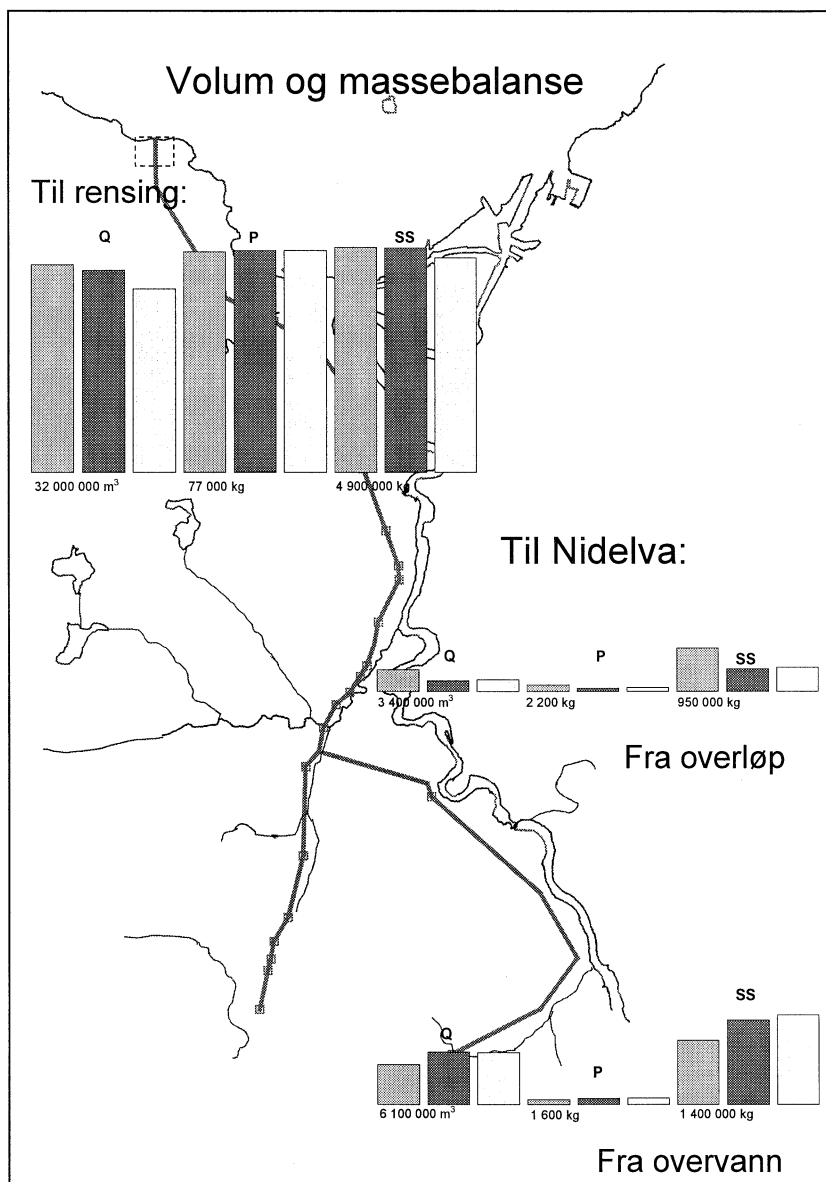 Volum og massebalanse
Til rensing:
Q P SS
32 000 000 m³ 77 000 kg 4 900 000 kg
Til Nidelva:
Q P SS
3 400 000 m³ 2 200 kg 950 000 kg
Fra overløp
Q P SS
6 100 000 m³ 1 600 kg 1 400 000 kg
Fra overvann